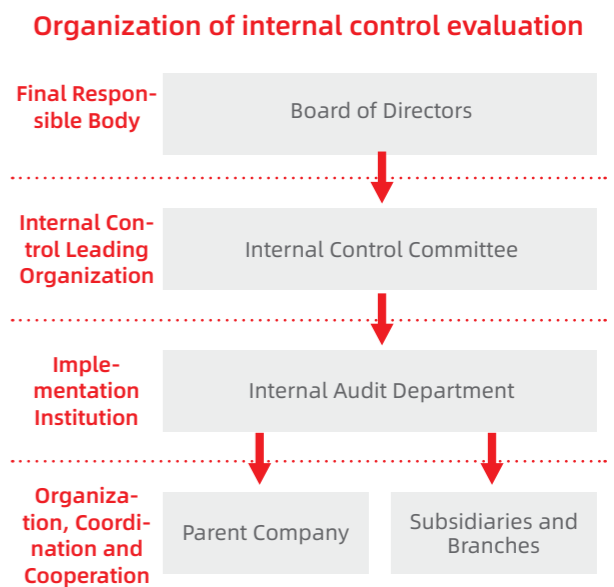 Organization of internal control evaluation
Final Respon-
sible Body
Board of Directors
Internal Con-
trol Leading
Organization
Internal Control Committee
Imple-
mentation
Institution
Internal Audit Department
Organiza-
tion, Coordi-
nation and
Cooperation
Parent Company
Subsidiaries and
Branches